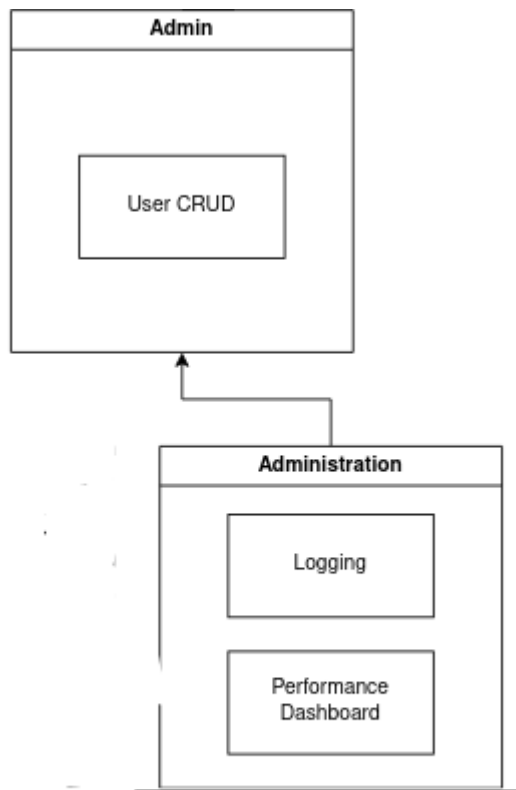 Admin
User CRUD
Administration
Logging
Performance
Dashboard